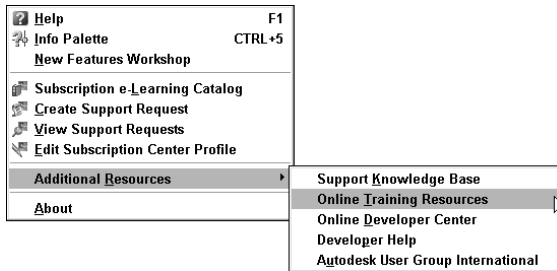 Help F1
Info Palette CTRL+5
New Features Workshop
Subscription e-Learning Catalog
Create Support Request
View Support Requests
Edit Subscription Center Profile
Additional Resources
About
Support Knowledge Base
Online Training Resources
Online Developer Center
Developer Help
Autodesk User Group International